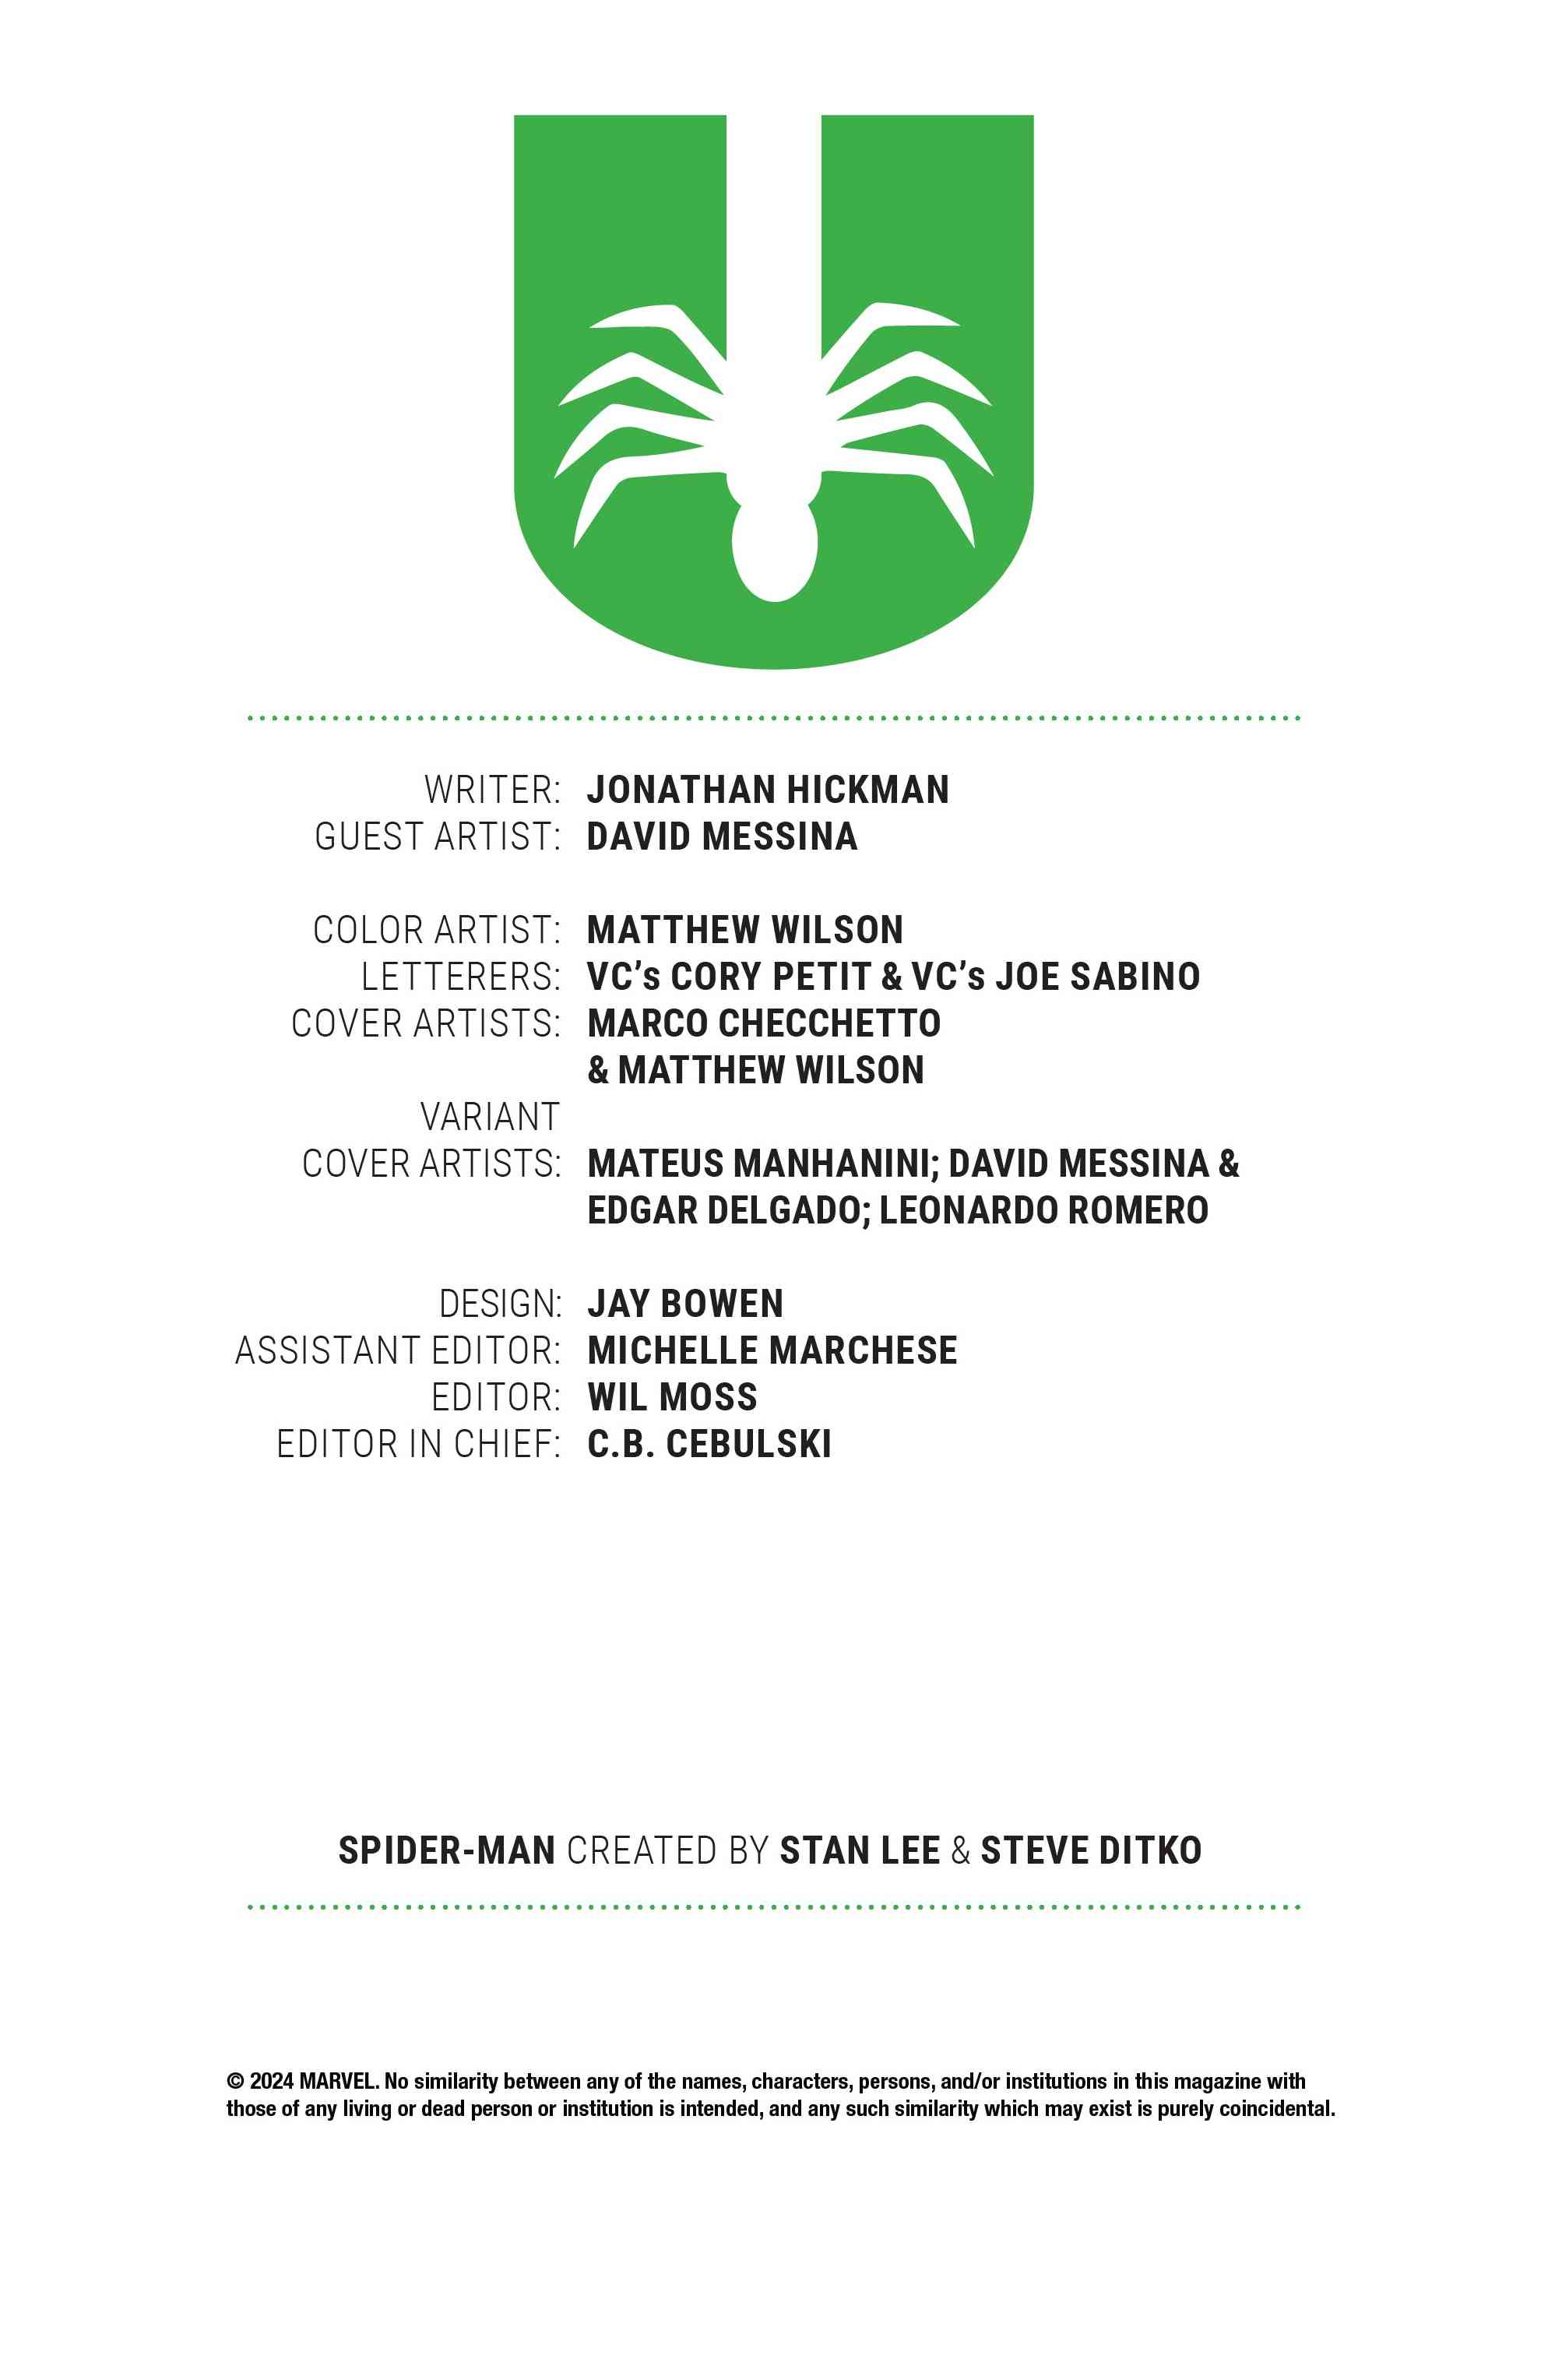 WRITER: JONATHAN HICKMAN
GUEST ARTIST: DAVID MESSINA
COLOR ARTIST: MATTHEW WILSON
LETTERERS: VC’s CORY PETIT & VC’s JOE SABINO
COVER ARTISTS: MARCO CHECCHETTO
& MATTHEW WILSON
VARIANT
COVER ARTISTS: MATEUS MANHANINI; DAVID MESSINA &
EDGAR DELGADO; LEONARDO ROMERO
DESIGN: JAY BOWEN
ASSISTANT EDITOR: MICHELLE MARCHESE
EDITOR: WIL MOSS
EDITOR IN CHIEF: C.B. CEBULSKI
SPIDER-MAN CREATED BY STAN LEE & STEVE DITKO
© 2024 MARVEL. No similarity between any of the names, characters, persons, and/or institutions in this magazine with
those of any living or dead person or institution is intended, and any such similarity which may exist is purely coincidental.